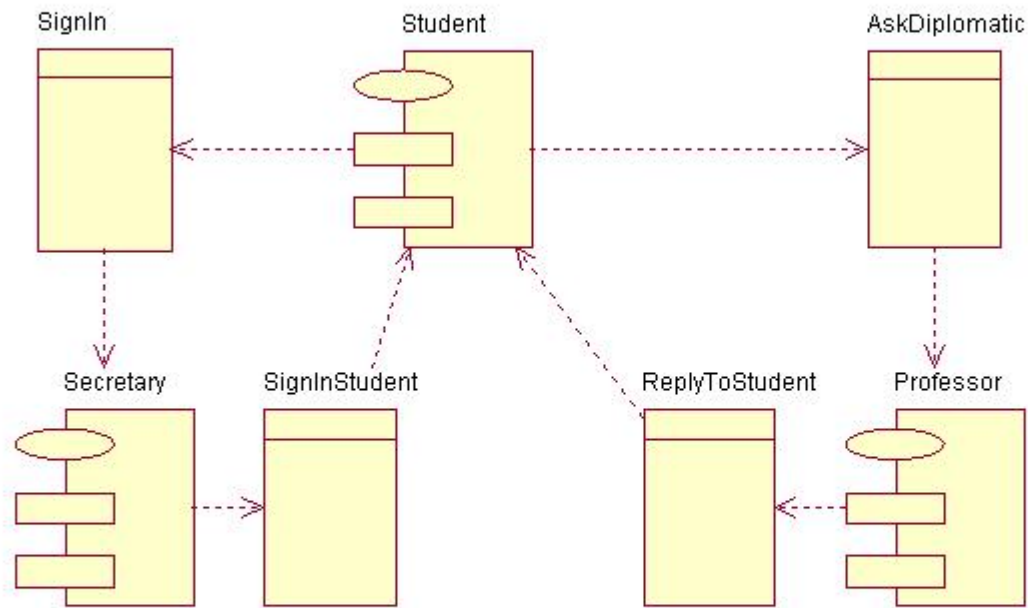 SignIn
Student
AskDiplomatic
Secretary
SignInStudent
ReplyToStudent
Professor